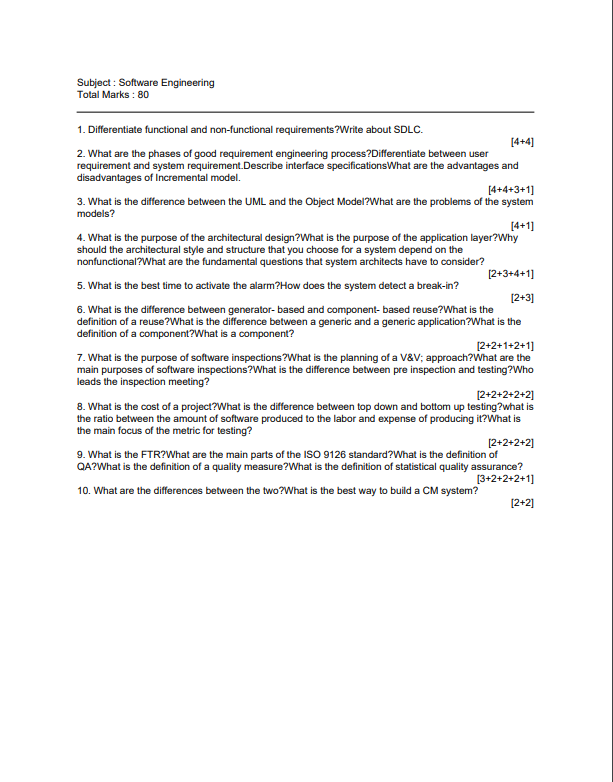 Subject : Software Engineering
Total Marks : 80
1. Differentiate functional and non-functional requirements?Write about SDLC.
[4+4]
2. What are the phases of good requirement engineering process?Differentiate between user
requirement and system requirement.Describe interface specificationsWhat are the advantages and
disadvantages of Incremental model.
[4+4+3+1]
3. What is the difference between the UML and the Object Model?What are the problems of the system
models?
[4+1]
4. What is the purpose of the architectural design?What is the purpose of the application layer?Why
should the architectural style and structure that you choose for a system depend on the
nonfunctional?What are the fundamental questions that system architects have to consider?
[2+3+4+1]
5. What is the best time to activate the alarm?How does the system detect a break-in?
[2+3]
6. What is the difference between generator- based and component- based reuse?What is the
definition of a reuse?What is the difference between a generic and a generic application?What is the
definition of a component?What is a component?
[2+2+1+2+1]
7. What is the purpose of software inspections?What is the planning of a V&V; approach?What are the
main purposes of software inspections?What is the difference between pre inspection and testing?Who
leads the inspection meeting?
[2+2+2+2+2]
8. What is the cost of a project?What is the difference between top down and bottom up testing?what is
the ratio between the amount of software produced to the labor and expense of producing it?What is
the main focus of the metric for testing?
[2+2+2+2]
9. What is the FTR?What are the main parts of the ISO 9126 standard?What is the definition of
QA?What is the definition of a quality measure?What is the definition of statistical quality assurance?
[3+2+2+2+1]
10. What are the differences between the two?What is the best way to build a CM system?
[2+2]